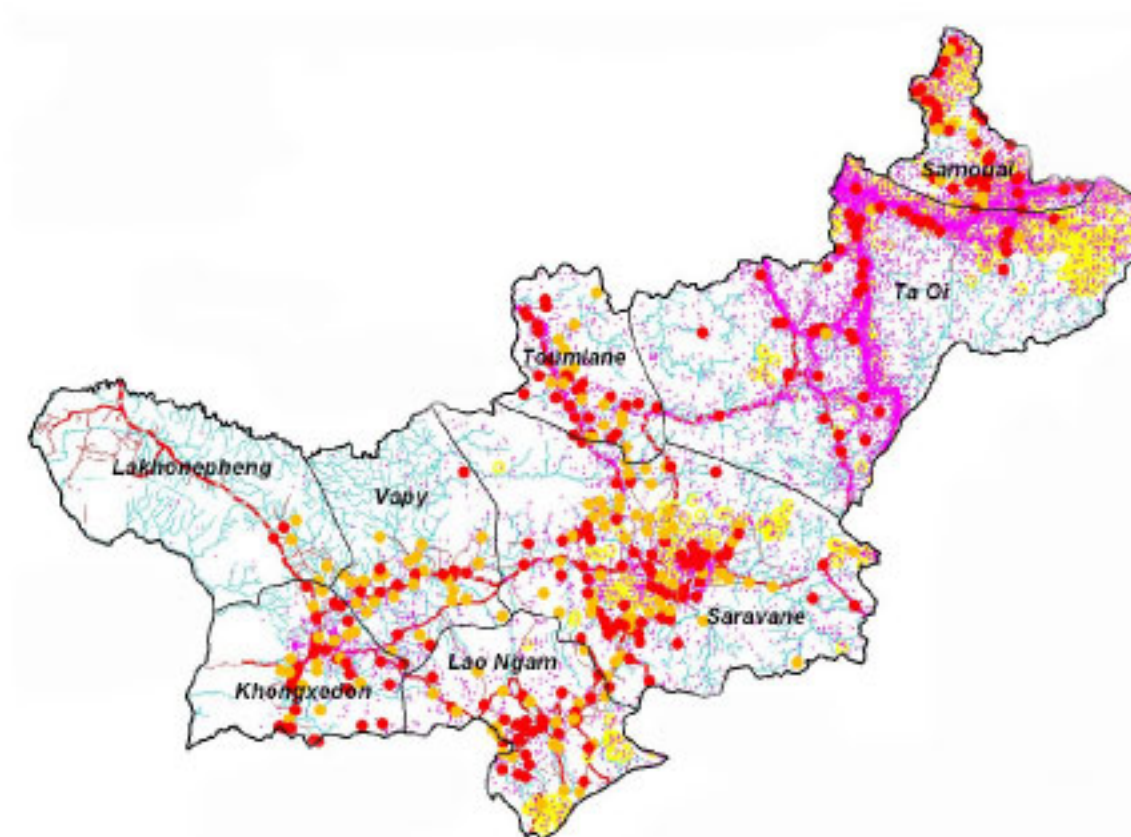 Samouai
Ta Oi
Toumlane
Lakhonepheng
Vapy
Saravane
Lao Ngam
Khongxedon